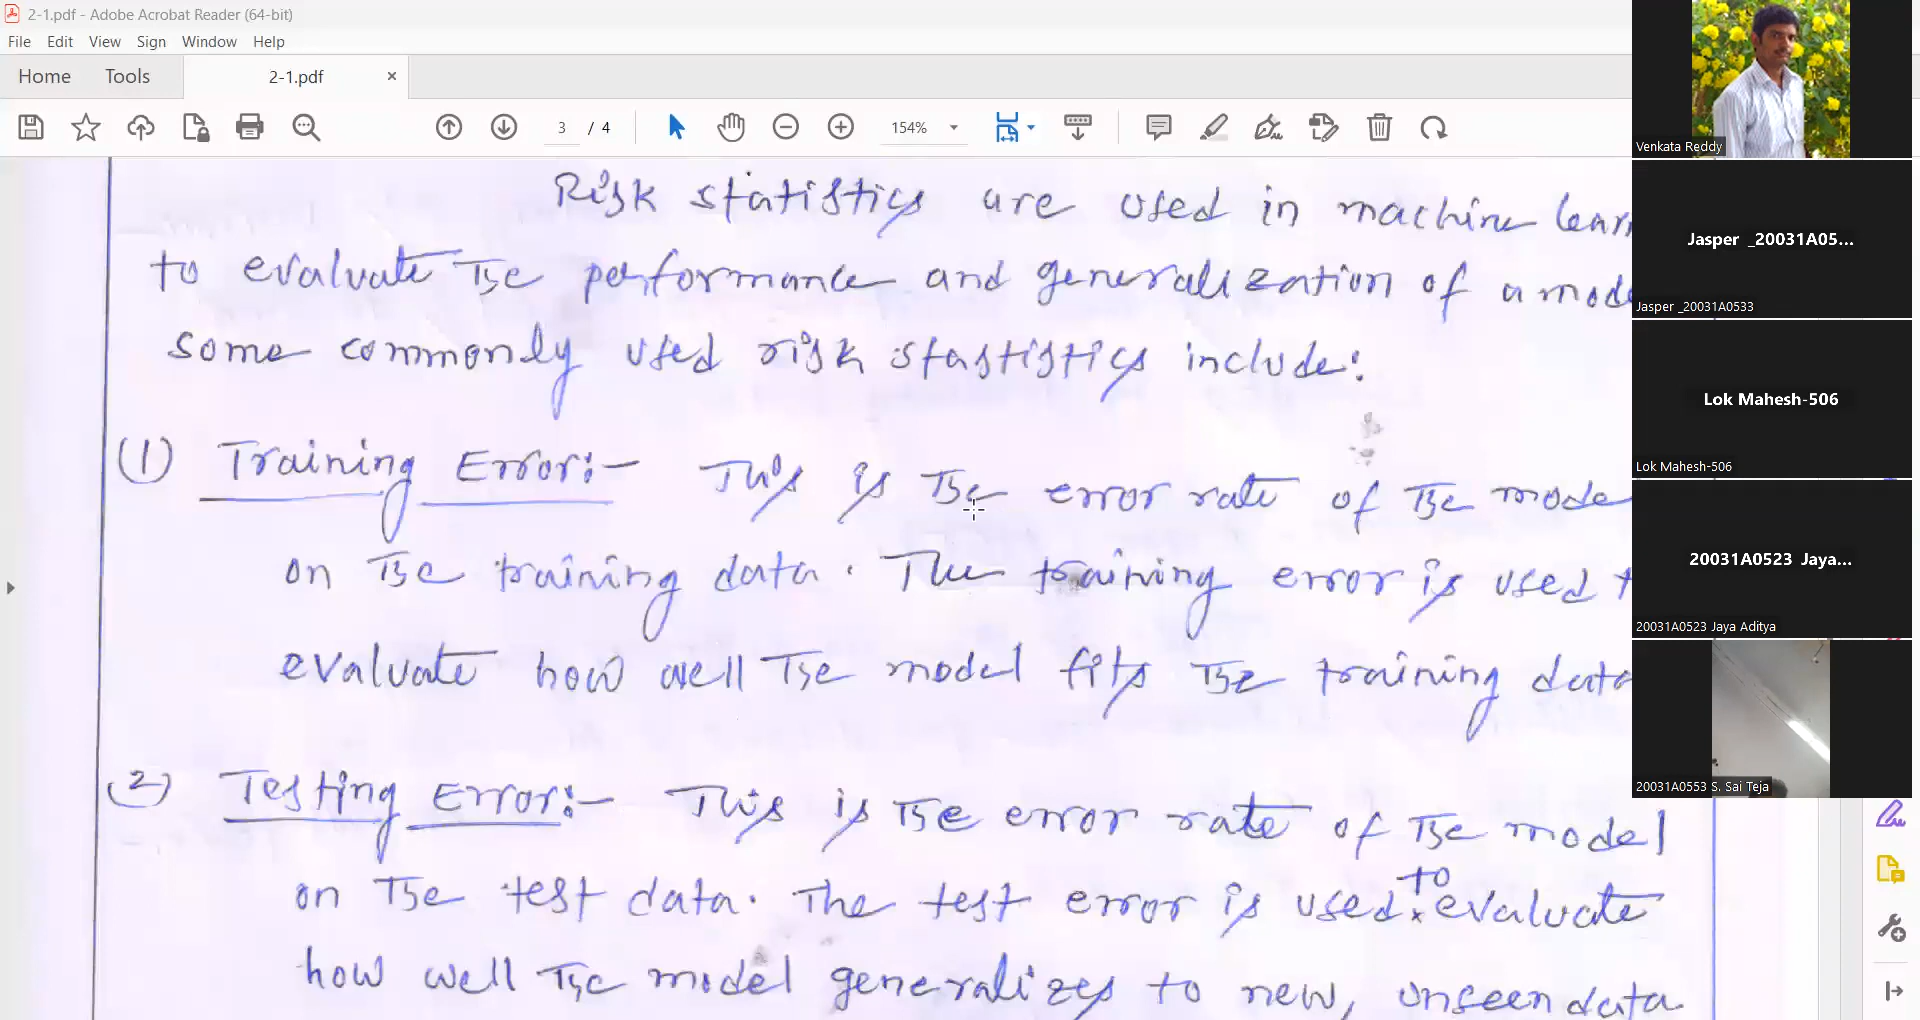 2-1.pdf - Adobe Acrobat Reader (64-bit)
File Edit View Sign Window Help
Home Tools 2-1.pdf ×
3 / 4 154%
Risk statistics are used in machine lear
to evaluate the performance and generalization of a mode
some commonly used risk stastistics include:
(1) Training Error:- This is the error rate of the mode
on the training data. The training error is used t
evaluate how well the model fits the training data
(2) Testing Error:- This is the error rate of the model
on the test data. The test error is used to evaluate
how well the model generalizes to new, unseen data
Venkata Reddy
Jasper _20031A05...
Jasper _20031A0533
Lok Mahesh-506
Lok Mahesh-506
20031A0523 Jaya...
20031A0523 Jaya Aditya
20031A0553 S. Sai Teja